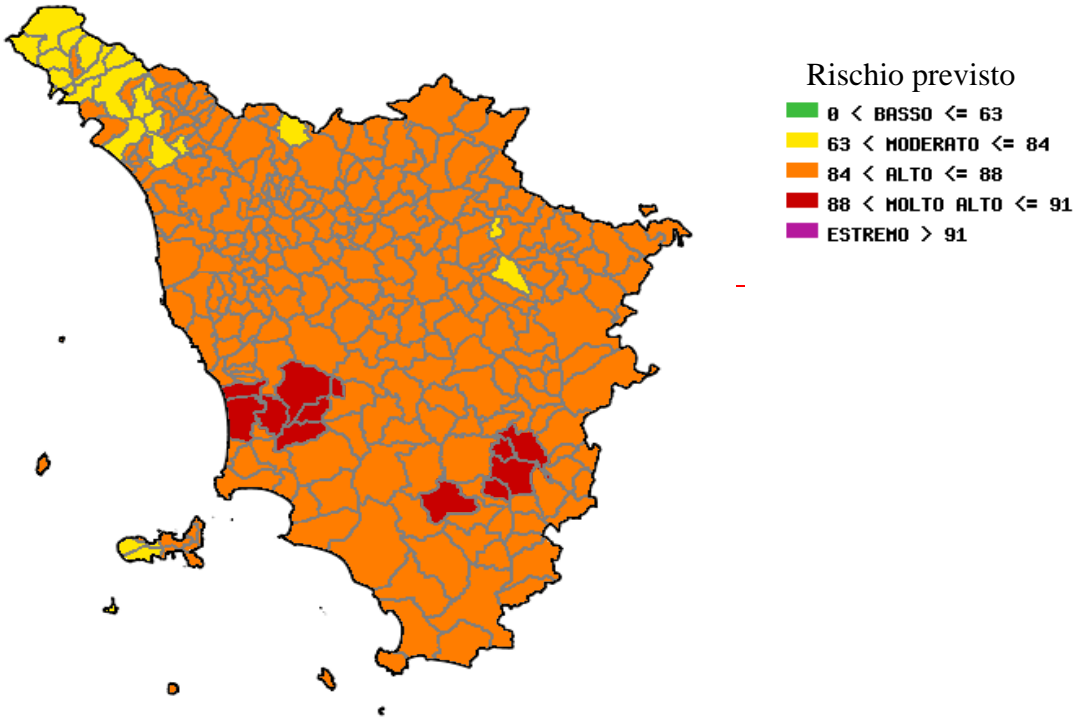 Rischio previsto
0 < BASSO <= 63
63 < MODERATO <= 84
84 < ALTO <= 88
88 < MOLTO ALTO <= 91
ESTREMO > 91